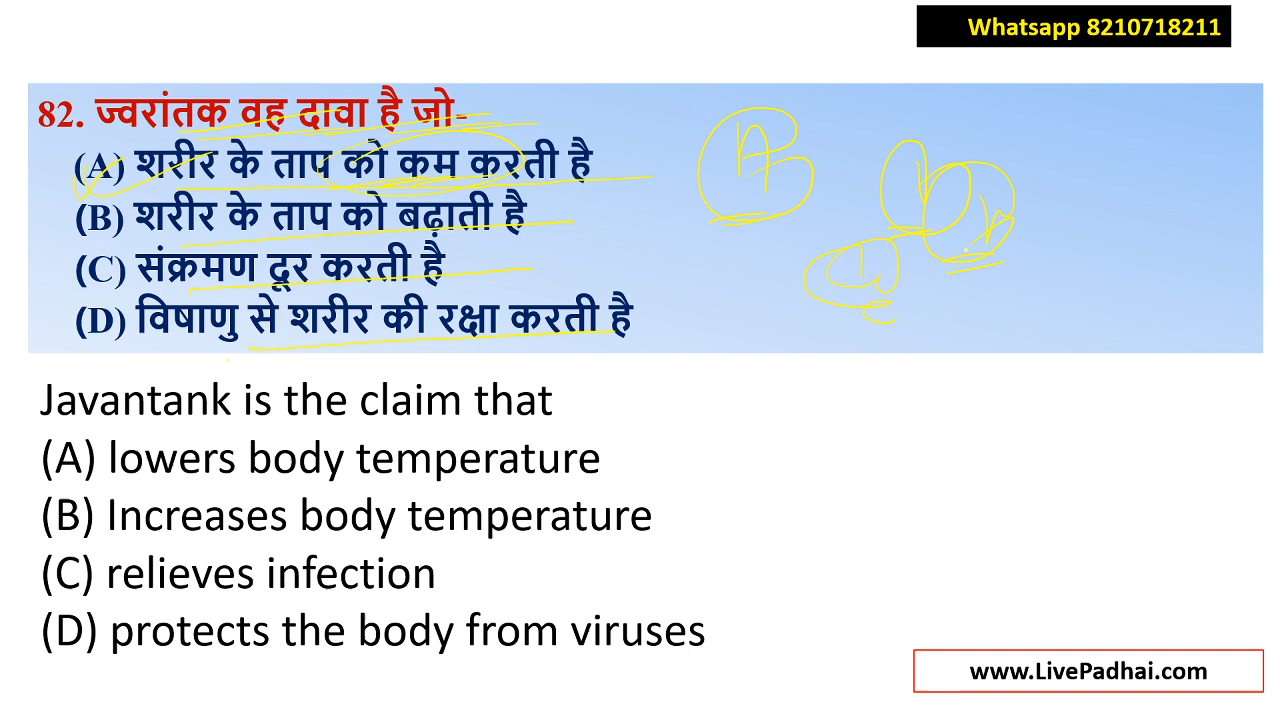 Whatsapp 8210718211
82. ज्वरांतक वह दावा है जो-
(A) शरीर के ताप को कम करती है
(B) शरीर के ताप को बढ़ाती है
(C) संक्रमण दूर करती है
(D) विषाणु से शरीर की रक्षा करती है
A
Javantank is the claim that
(A) lowers body temperature
(B) Increases body temperature
(C) relieves infection
(D) protects the body from viruses
www.LivePadhai.com